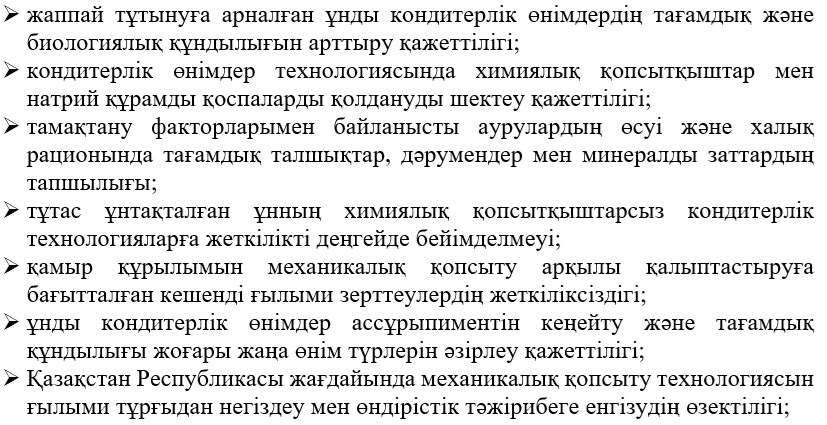 ➢ жаппай тұтынуға арналған ұнды кондитерлік өнімдердің тағамдық және
биологиялық құндылығын арттыру қажеттілігі;
➢ кондитерлік өнімдер технологиясында химиялық қопсытқыштар мен
натрий құрамды қоспаларды қолдануды шектеу қажеттілігі;
➢ тамақтану факторларымен байланысты аурулардың өсуі және халық
рационында тағамдық талшықтар, дәрумендер мен минералды заттардың
тапшылығы;
➢ тұтас ұнтақталған ұнның химиялық қопсытқыштарсыз кондитерлік
технологияларға жеткілікті деңгейде бейімделмеуі;
➢ қамыр құрылымын механикалық қопсыту арқылы қалыптастыруға
бағытталған кешенді ғылыми зерттеулердің жеткіліксіздігі;
➢ ұнды кондитерлік өнімдер ассұрыпиментін кеңейту және тағамдық
құндылығы жоғары жаңа өнім түрлерін әзірлеу қажеттілігі;
➢ Қазақстан Республикасы жағдайында механикалық қопсыту технологиясын
ғылыми тұрғыдан негіздеу мен өндірістік тәжірибеге енгізудің өзектілігі;